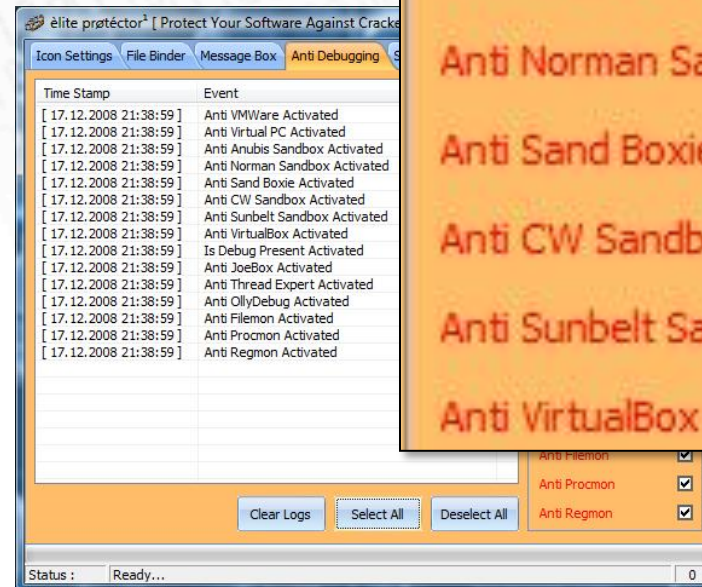 èlite prøtéctor¹ [ Protect Your Software Against Cracke
Icon Settings File Binder Message Box Anti Debugging S
Time Stamp Event
[ 17.12.2008 21:38:59 ] Anti VMWare Activated
[ 17.12.2008 21:38:59 ] Anti Virtual PC Activated
[ 17.12.2008 21:38:59 ] Anti Anubis Sandbox Activated
[ 17.12.2008 21:38:59 ] Anti Norman Sandbox Activated
[ 17.12.2008 21:38:59 ] Anti Sand Boxie Activated
[ 17.12.2008 21:38:59 ] Anti CW Sandbox Activated
[ 17.12.2008 21:38:59 ] Anti Sunbelt Sandbox Activated
[ 17.12.2008 21:38:59 ] Anti VirtualBox Activated
[ 17.12.2008 21:38:59 ] Is Debug Present Activated
[ 17.12.2008 21:38:59 ] Anti JoeBox Activated
[ 17.12.2008 21:38:59 ] Anti Thread Expert Activated
[ 17.12.2008 21:38:59 ] Anti OllyDebug Activated
[ 17.12.2008 21:38:59 ] Anti Filemon Activated
[ 17.12.2008 21:38:59 ] Anti Procmon Activated
[ 17.12.2008 21:38:59 ] Anti Regmon Activated
Anti Norman Sa
Anti Sand Boxie
Anti CW Sandb
Anti Sunbelt Sa
Anti VirtualBox
Anti Filemon
Anti Procmon
Anti Regmon
Clear Logs Select All Deselect All
Status : Ready... 0